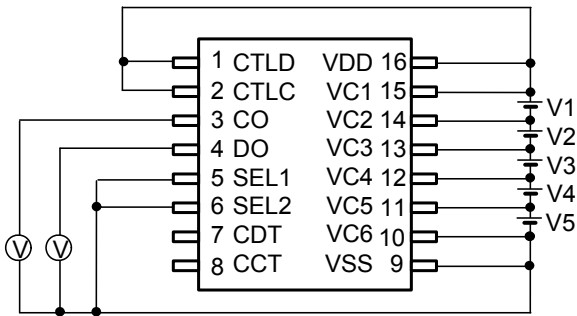 1 CTLD VDD 16
2 CTLC VC1 15
V1
3 CO VC2 14
V2
4 DO VC3 13
V3
5 SEL1 VC4 12
V4
6 SEL2 VC5 11
V5
V V 7 CDT VC6 10
8 CCT VSS 9